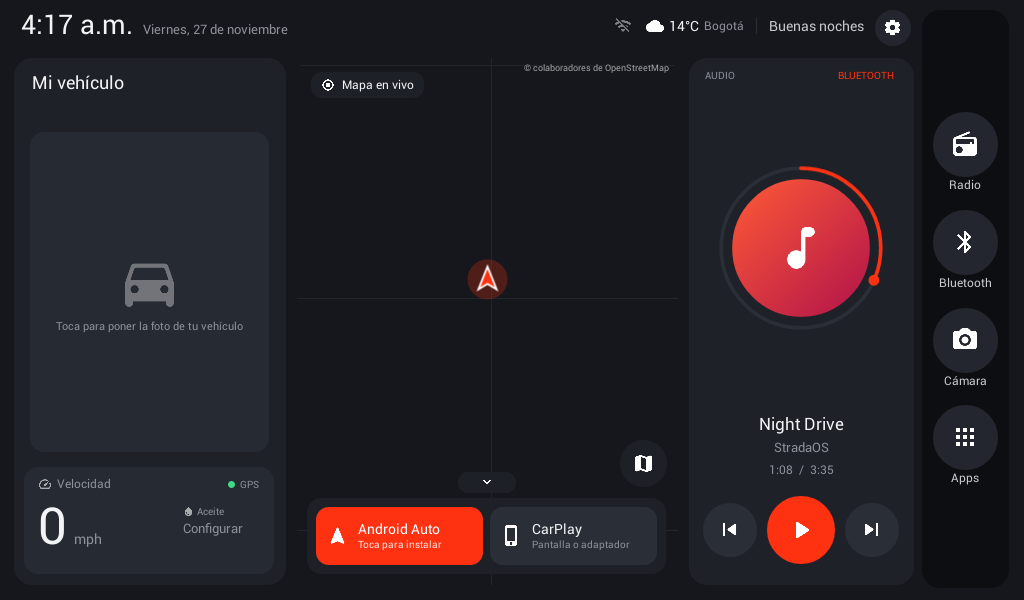 4:17 a.m.
Viernes, 27 de noviembre
14°C Bogotá
Buenas noches
Mi vehículo
Toca para poner la foto de tu vehículo
Velocidad
GPS
0 mph
Aceite
Configurar
© colaboradores de OpenStreetMap
Mapa en vivo
Android Auto
Toca para instalar
CarPlay
Pantalla o adaptador
AUDIO
BLUETOOTH
Night Drive
StradaOS
1:08 / 3:35
Radio
Bluetooth
Cámara
Apps